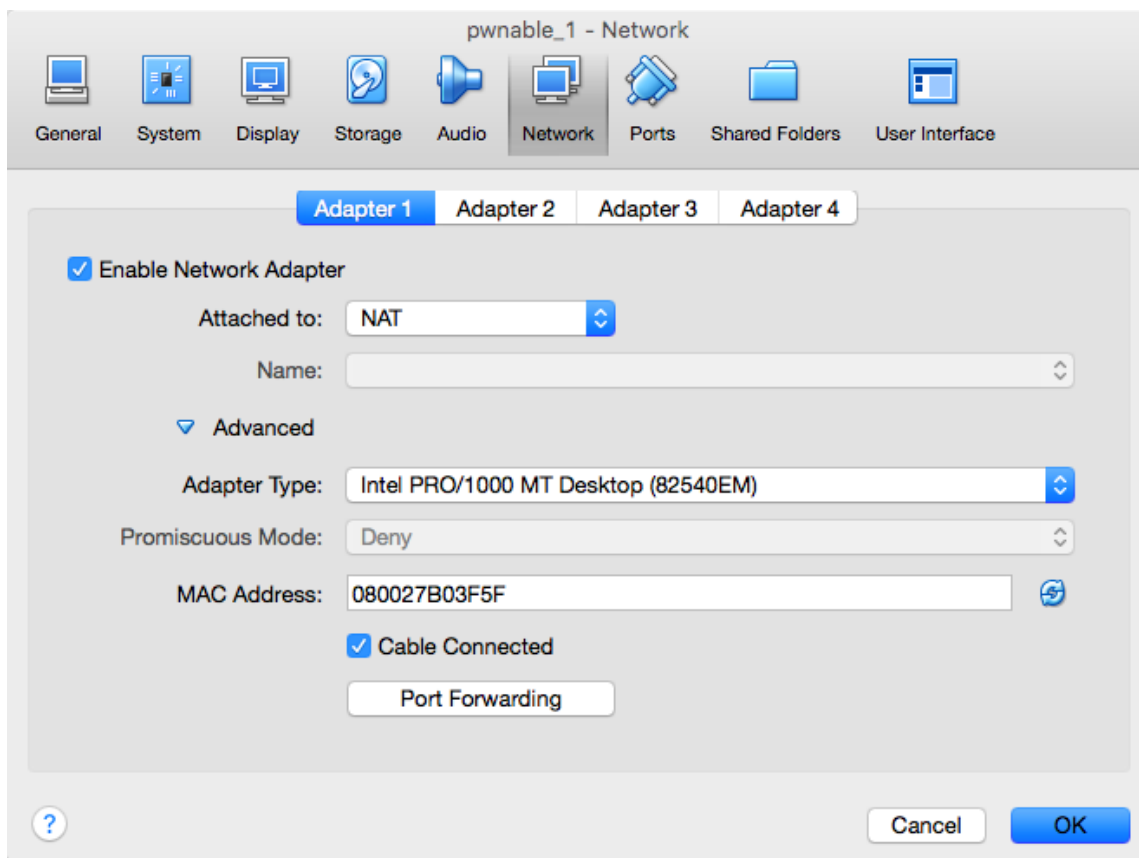 pwnable_1 - Network
General System Display Storage Audio Network Ports Shared Folders User Interface
Adapter 1 Adapter 2 Adapter 3 Adapter 4
Enable Network Adapter
Attached to: NAT
Name:
Advanced
Adapter Type: Intel PRO/1000 MT Desktop (82540EM)
Promiscuous Mode: Deny
MAC Address: 080027B03F5F
Cable Connected
Port Forwarding
? Cancel OK